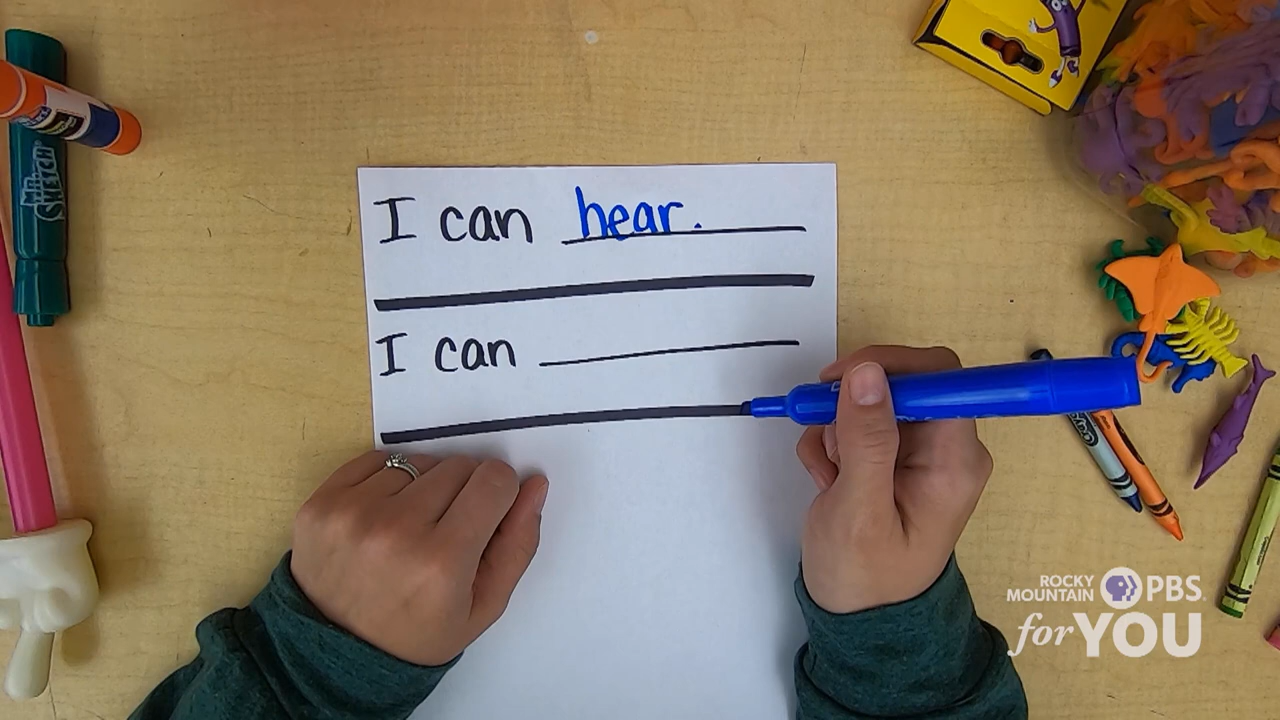 I can hear.
I can
Mr. Sketch
ROCKY
MOUNTAIN PBS
for YOU